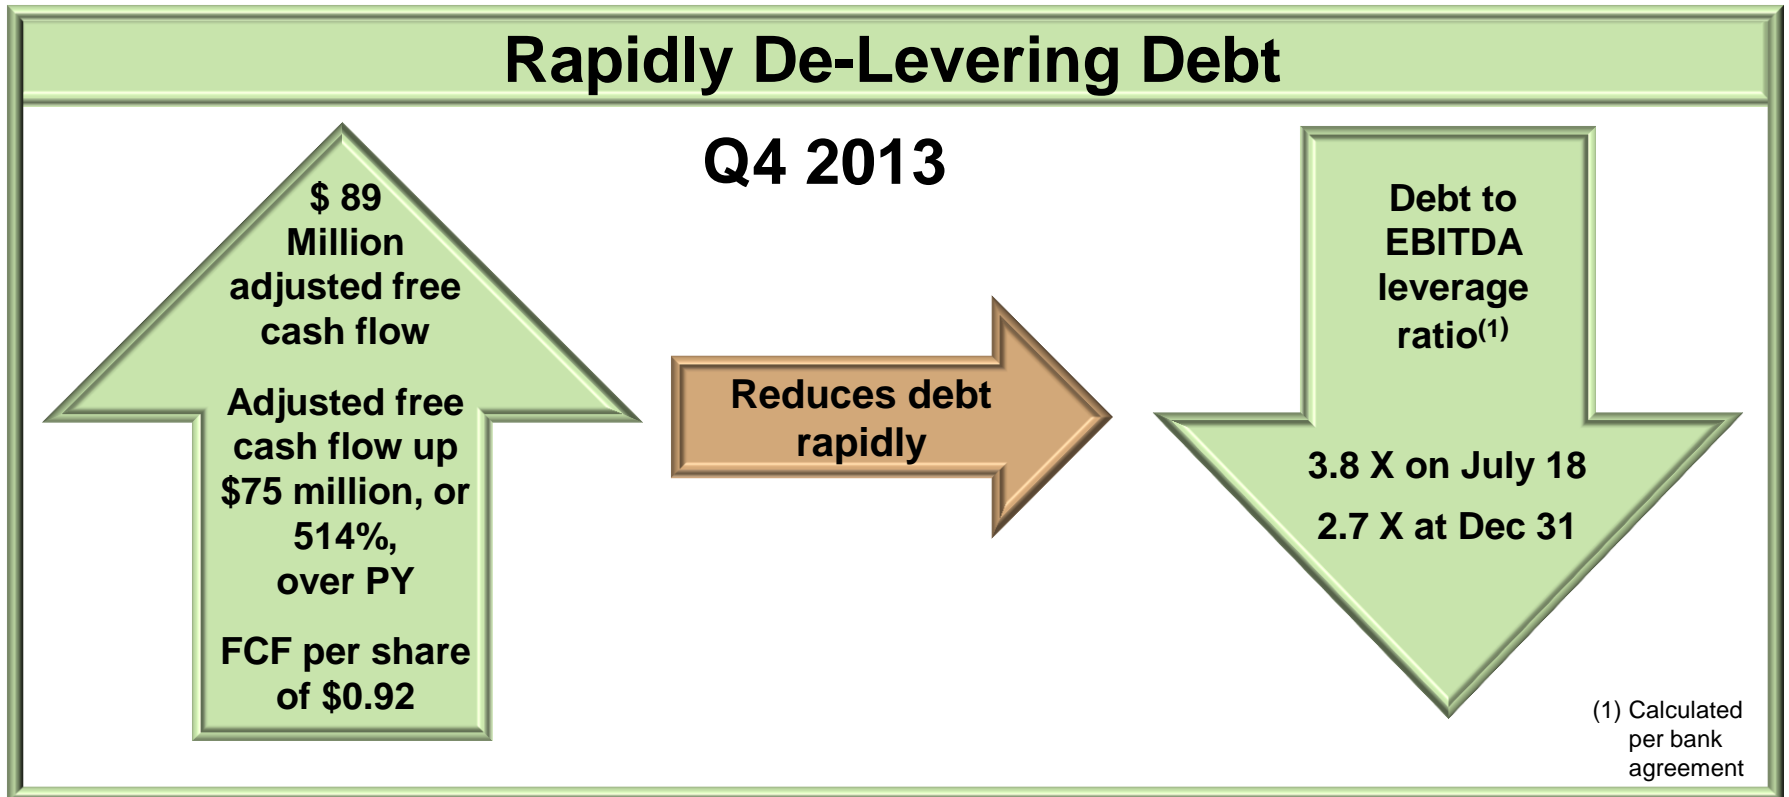 Rapidly De-Levering Debt
Q4 2013
$ 89
Million
adjusted free
cash flow
Adjusted free
cash flow up
$75 million, or
514%,
over PY
FCF per share
of $0.92
Reduces debt
rapidly
Debt to
EBITDA
leverage
ratio(1)
3.8 X on July 18
2.7 X at Dec 31
(1) Calculated
per bank
agreement